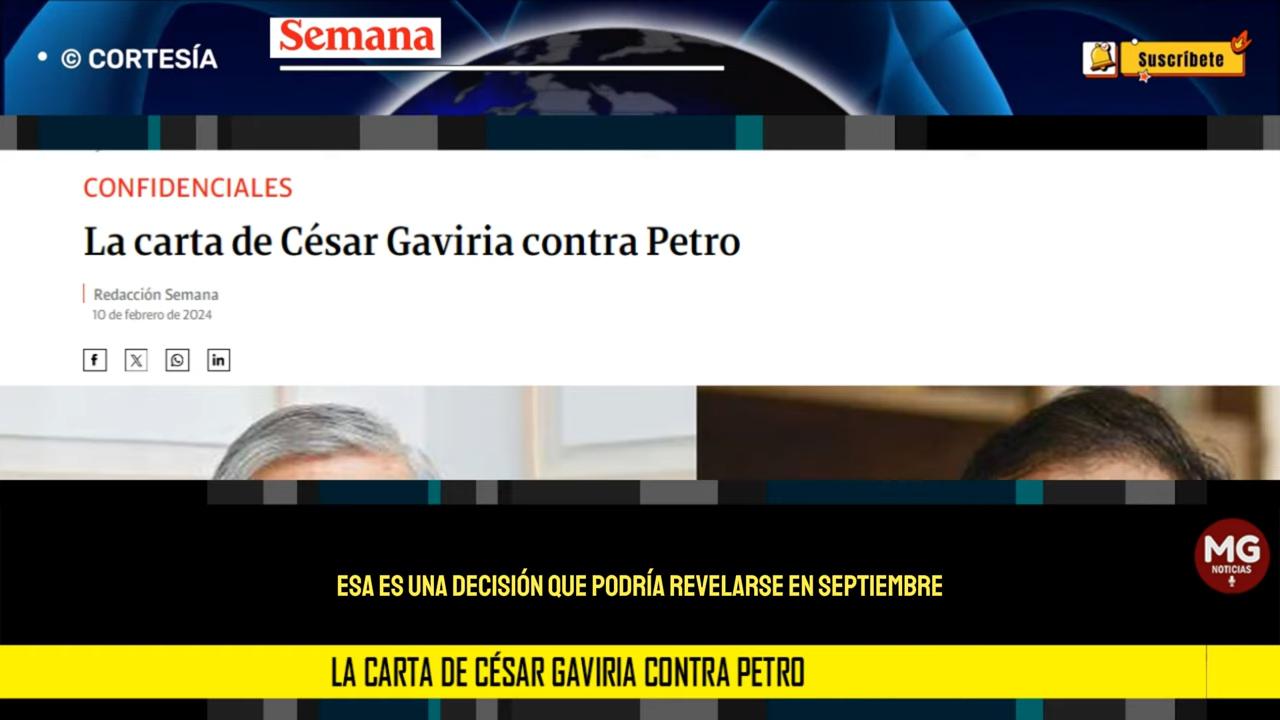 • © CORTESÍA
Semana
Suscríbete
CONFIDENCIALES
La carta de César Gaviria contra Petro
Redacción Semana
10 de febrero de 2024
MG
NOTICIAS
ESA ES UNA DECISIÓN QUE PODRÍA REVELARSE EN SEPTIEMBRE
LA CARTA DE CÉSAR GAVIRIA CONTRA PETRO